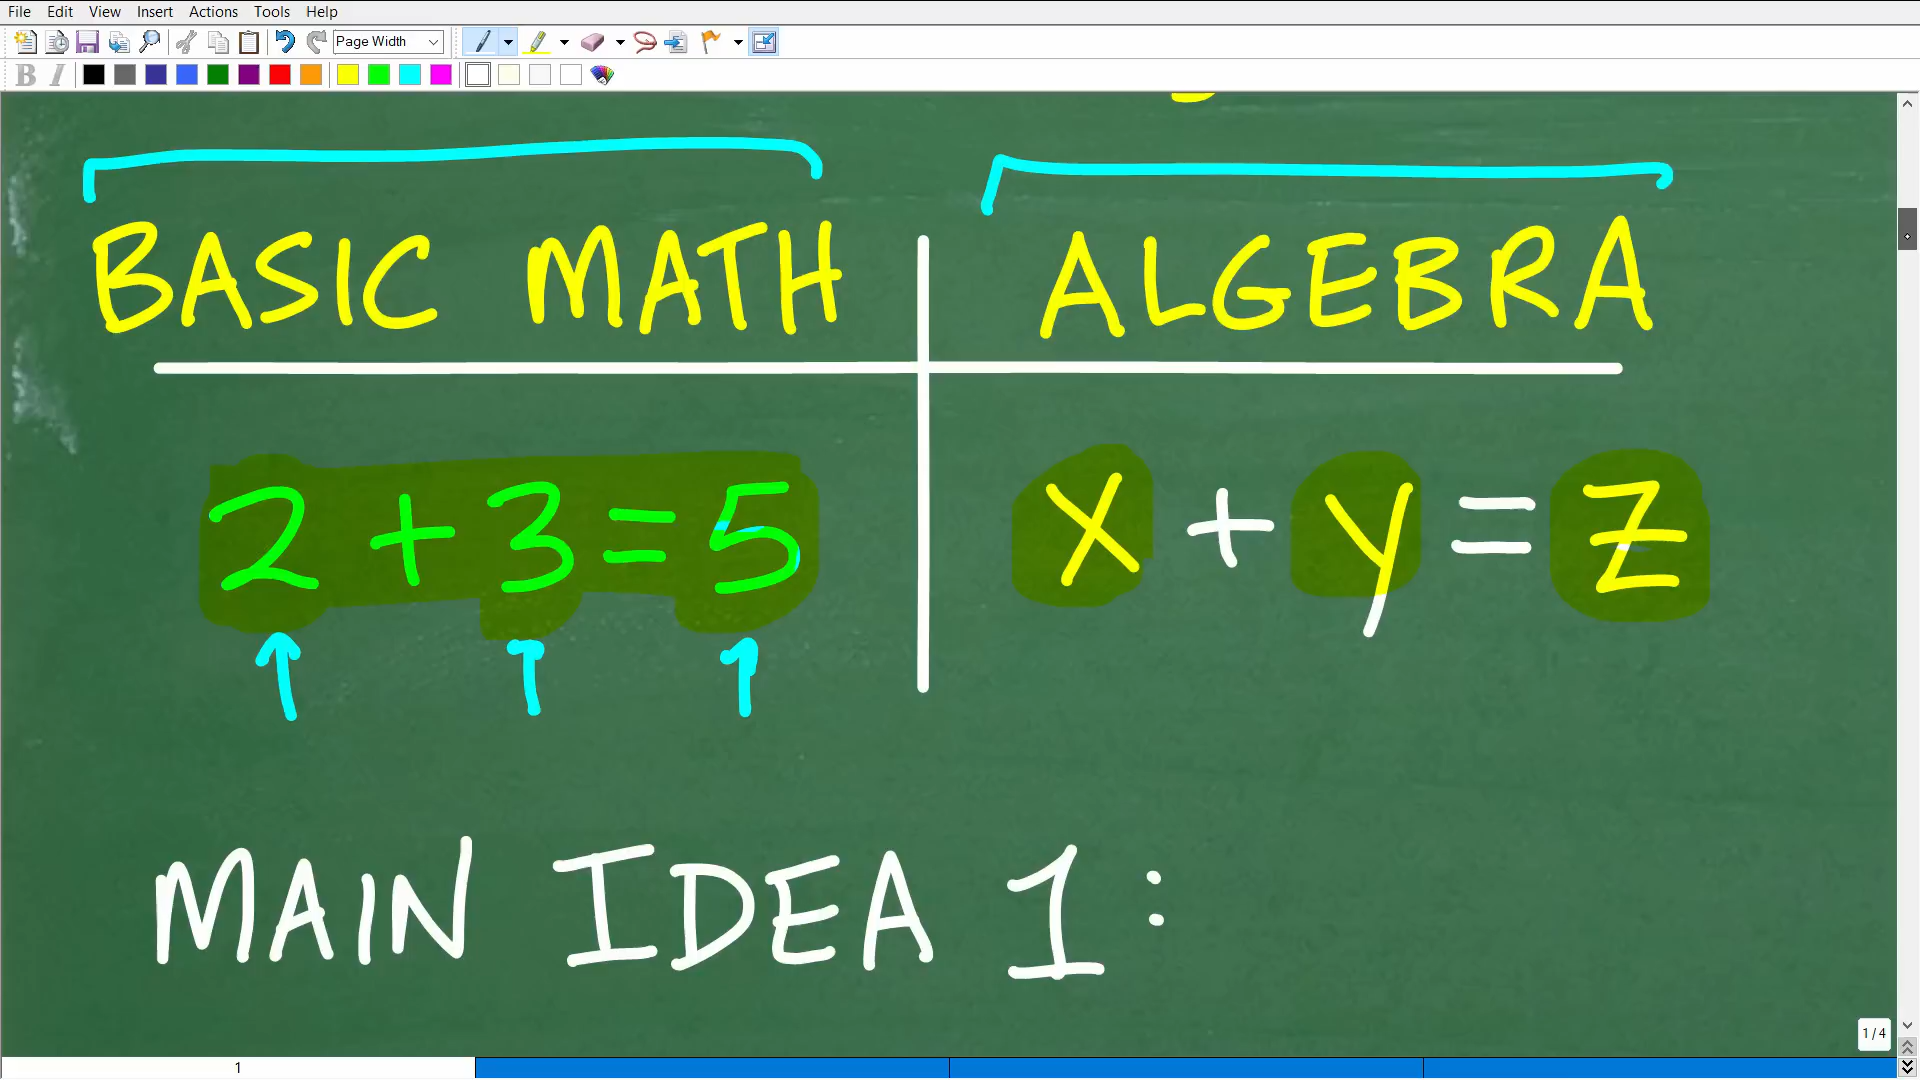 File Edit View Insert Actions Tools Help
Page Width
B I
BASIC MATH ALGEBRA
2 + 3 = 5 x + y = z
MAIN IDEA 1:
1 / 4
1